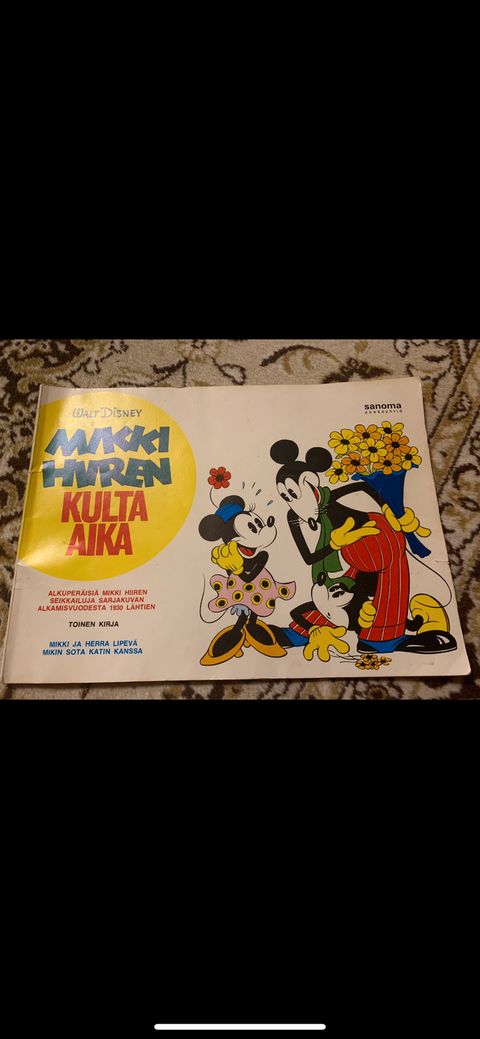 WALT DISNEY
MIKKI
HIIREN
KULTA
AIKA
ALKUPERÄISIÄ MIKKI HIIREN
SEIKKAILUJA SARJAKUVAN
ALKAMISVUODESTA 1930 LÄHTIEN
TOINEN KIRJA
MIKKI JA HERRA LIPEVÄ
MIKIN SOTA KATIN KANSSA
sanoma
osakeyhtiö